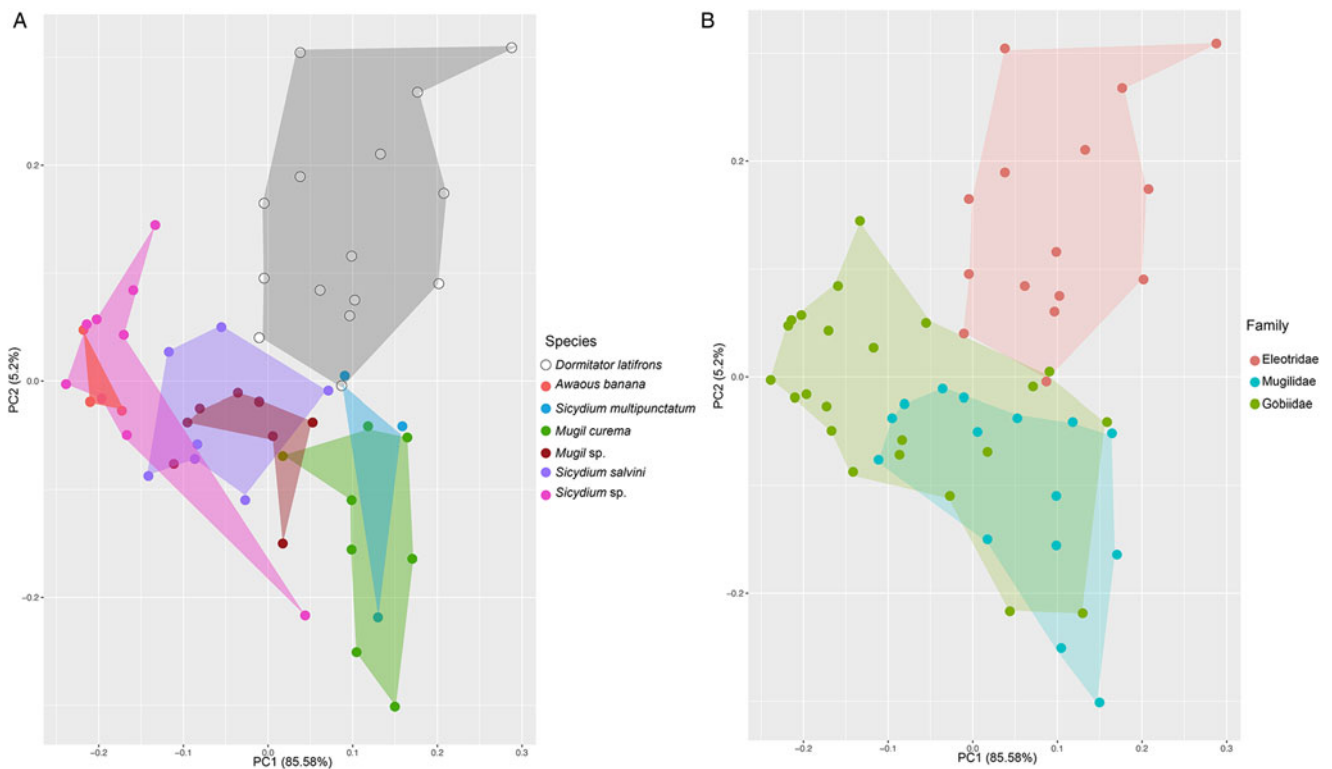 A
PC2 (5.2%)
0.2
0.0
−0.2
−0.2
−0.1
0.0
0.1
0.2
0.3
PC1 (85.58%)
Species
Dormitator latifrons
Awaous banana
Sicydium multipunctatum
Mugil curema
Mugil sp.
Sicydium salvini
Sicydium sp.
B
PC2 (5.2%)
0.2
0.0
−0.2
−0.2
−0.1
0.0
0.1
0.2
0.3
PC1 (85.58%)
Family
Eleotridae
Mugilidae
Gobiidae